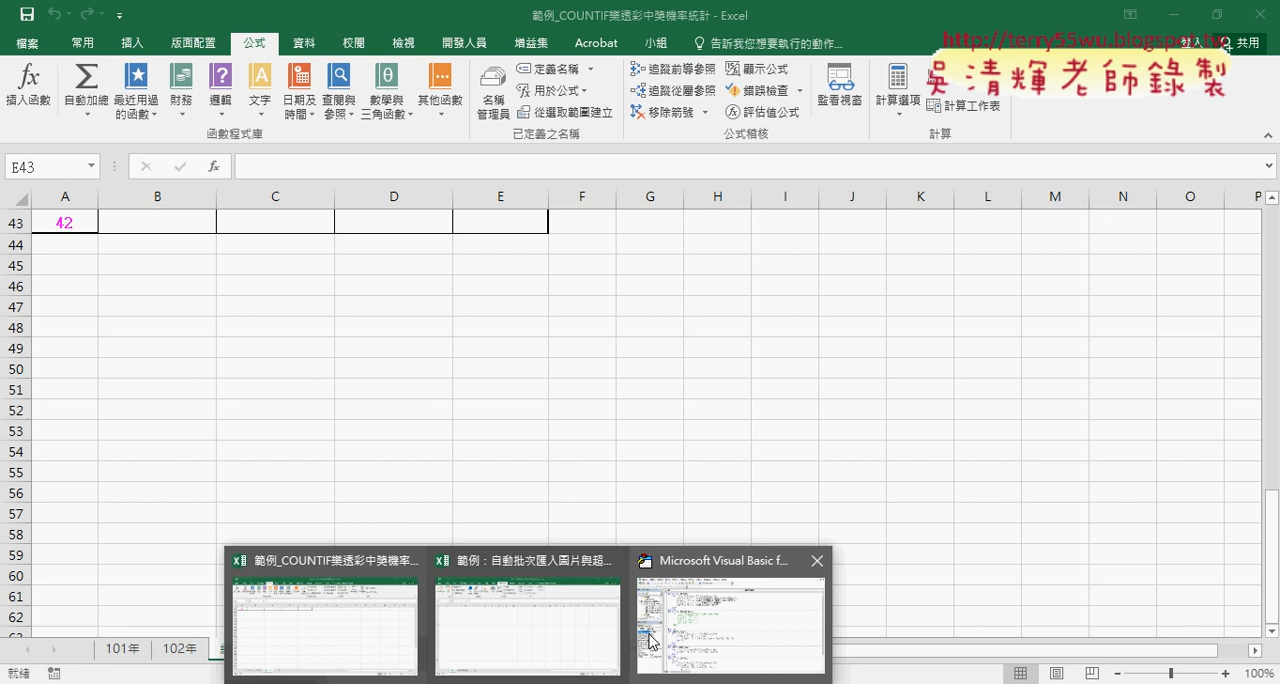 範例_COUNTIF樂透彩中獎機率統計 - Excel
檔案 常用 插入 版面配置 公式 資料 校閱 檢視 開發人員 增益集 Acrobat 小組 告訴我您想要執行的動作... 登入 共用
http://terry55wu.blogspot.tw
吳清輝老師錄製
插入函數 自動加總 最近用過的函數 財務 邏輯 文字 日期及時間 查閱與參照 數學與三角函數 其他函數
函數程式庫
名稱管理員 定義名稱 用於公式 從選取範圍建立
已定義之名稱
追蹤前導參照 追蹤從屬參照 移除箭號 顯示公式 錯誤檢查 評估值公式 監看視窗
公式稽核
計算選項 計算工作表
計算
E43 fx
A B C D E F G H I J K L M N O P
43 42
44
45
46
47
48
49
50
51
52
53
54
55
56
57
58
59
60
61
62
範例_COUNTIF樂透彩中獎機率... 範例：自動批次匯入圖片與超... Microsoft Visual Basic f...
101年 102年
就緒 100%